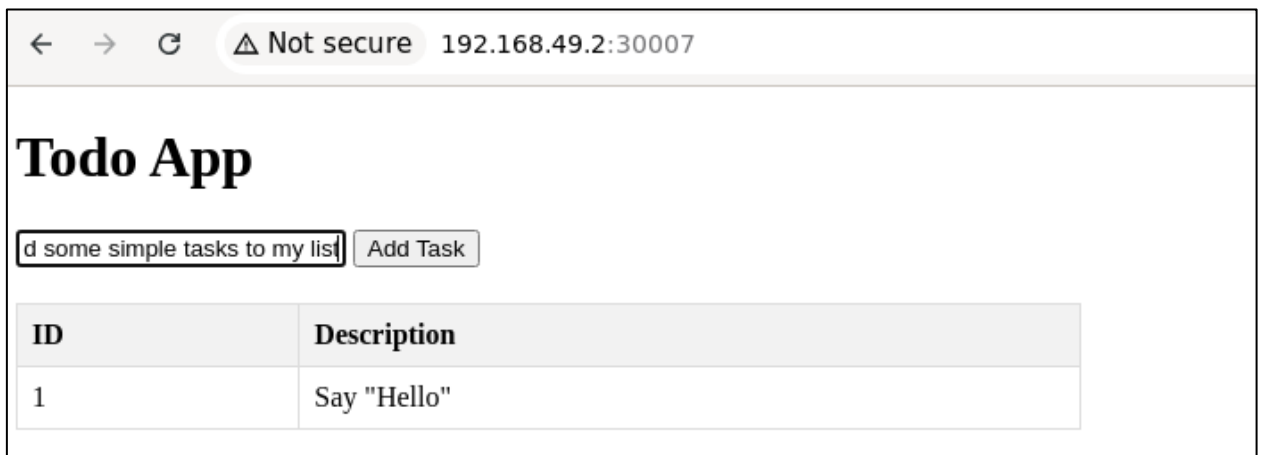 Not secure 192.168.49.2:30007
Todo App
d some simple tasks to my list Add Task
ID Description
1 Say "Hello"